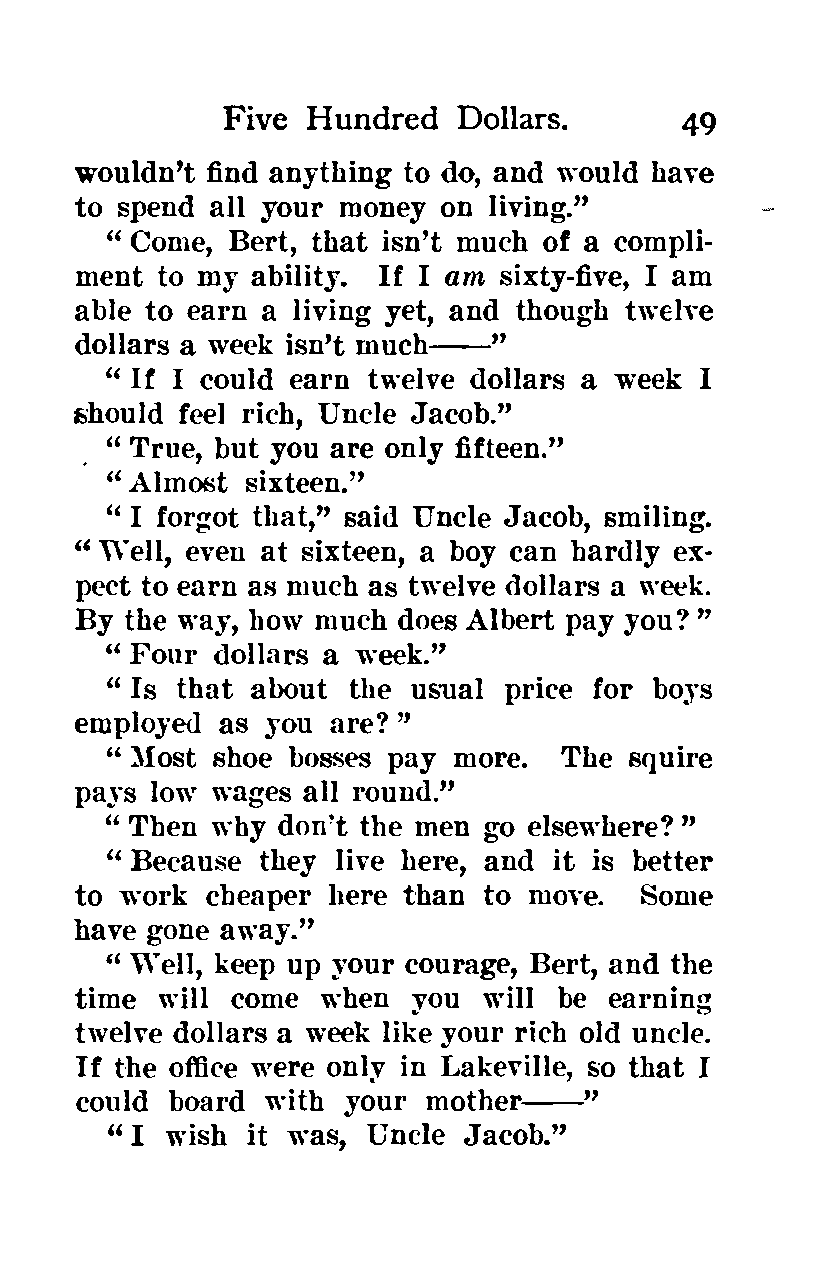 Five Hundred Dollars. 49
wouldn't find anything to do, and would have
to spend all your money on living."
"Come, Bert, that isn't much of a compli-
ment to my ability. If I am sixty-five, I am
able to earn a living yet, and though twelve
dollars a week isn't much——"
"If I could earn twelve dollars a week I
should feel rich, Uncle Jacob."
"True, but you are only fifteen."
"Almost sixteen."
"I forgot that," said Uncle Jacob, smiling.
"Well, even at sixteen, a boy can hardly ex-
pect to earn as much as twelve dollars a week.
By the way, how much does Albert pay you?"
"Four dollars a week."
"Is that about the usual price for boys
employed as you are?"
"Most shoe bosses pay more. The squire
pays low wages all round."
"Then why don't the men go elsewhere?"
"Because they live here, and it is better
to work cheaper here than to move. Some
have gone away."
"Well, keep up your courage, Bert, and the
time will come when you will be earning
twelve dollars a week like your rich old uncle.
If the office were only in Lakeville, so that I
could board with your mother——"
"I wish it was, Uncle Jacob."